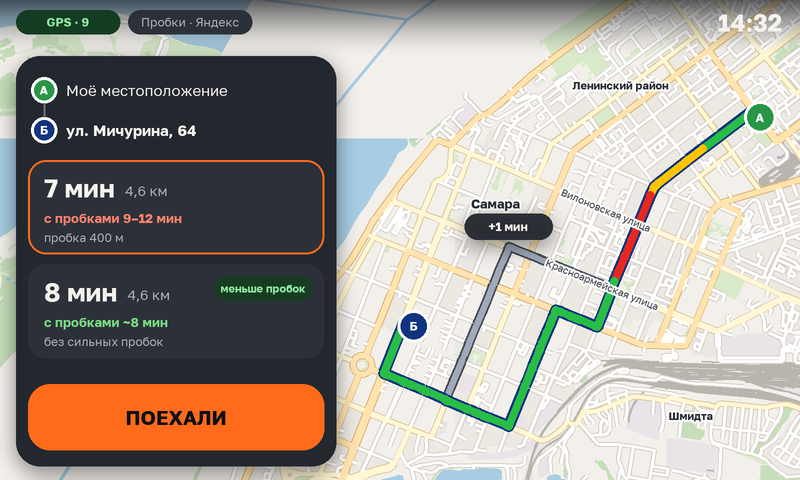 GPS · 9
Пробки · Яндекс
14:32
А Моё местоположение
Б ул. Мичурина, 64
7 мин 4,6 км
с пробками 9–12 мин
пробка 400 м
8 мин 4,6 км
меньше пробок
с пробками ~8 мин
без сильных пробок
ПОЕХАЛИ
Ленинский район
А
Вилоновская улица
Самара
+1 мин
Красноармейская улица
Б
Шмидта